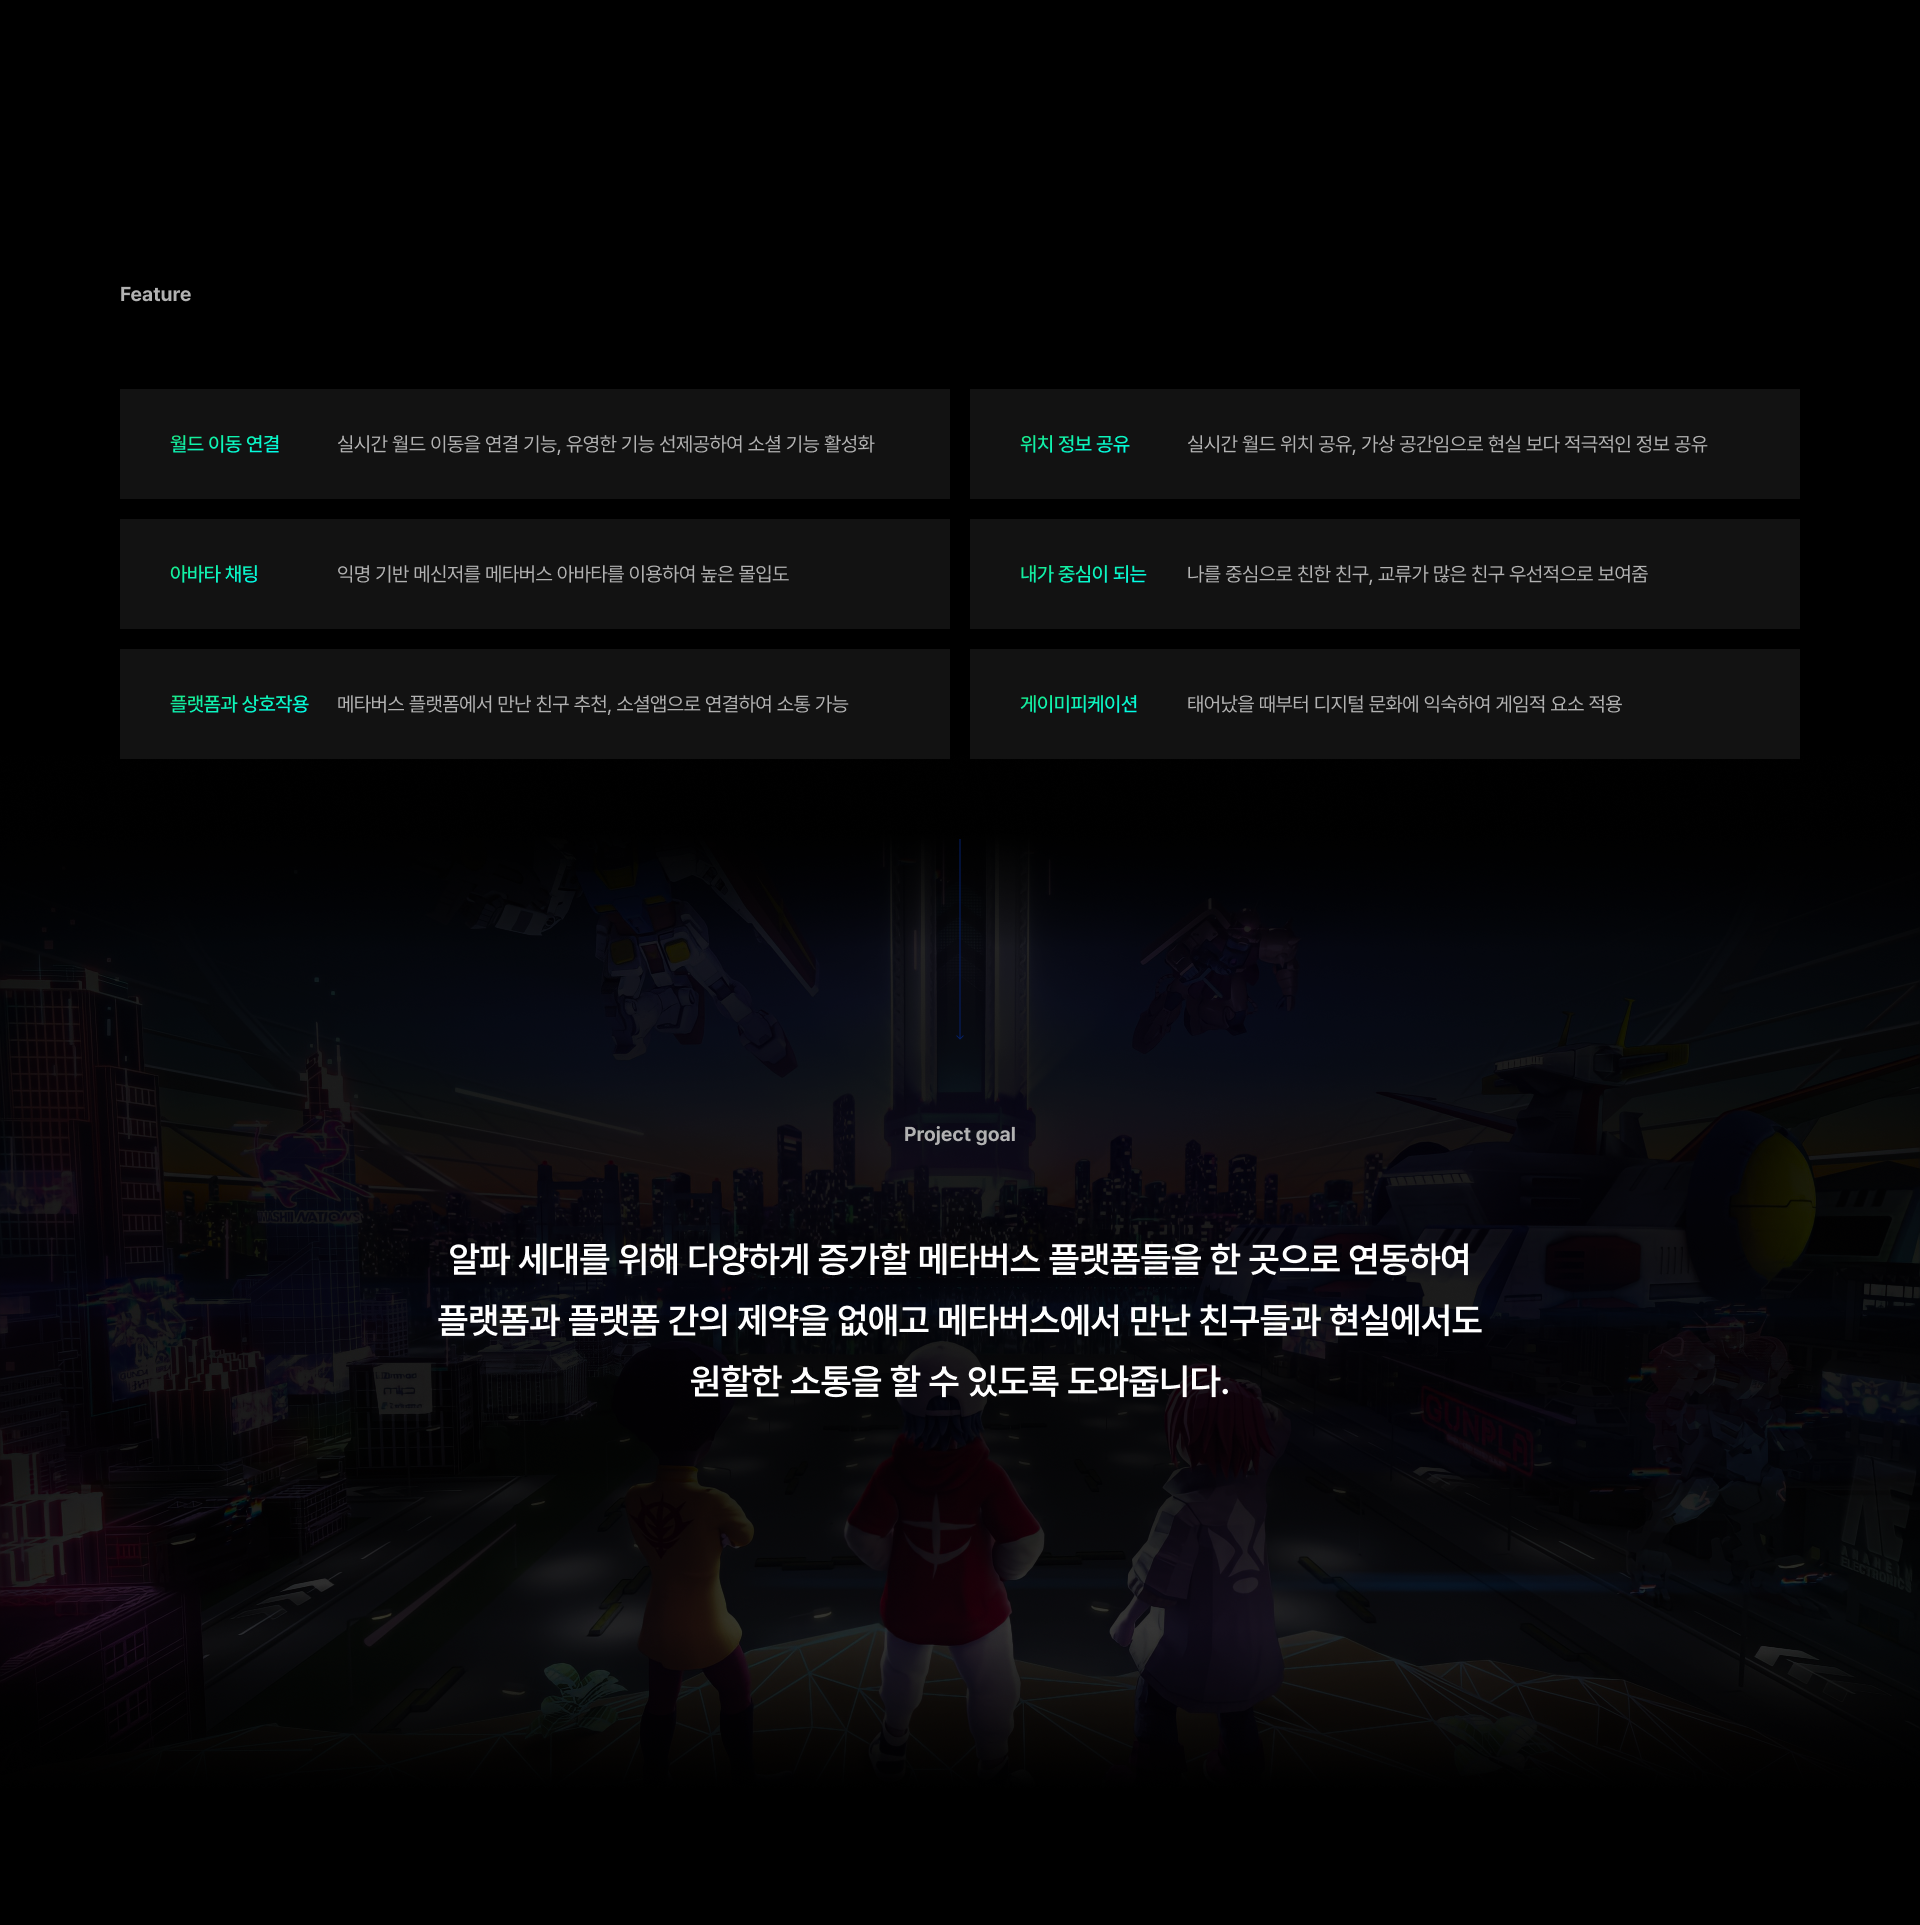 Feature
월드 이동 연결 실시간 월드 이동을 연결 기능, 유영한 기능 선제공하여 소셜 기능 활성화
위치 정보 공유 실시간 월드 위치 공유, 가상 공간임으로 현실 보다 적극적인 정보 공유
아바타 채팅 익명 기반 메신저를 메타버스 아바타를 이용하여 높은 몰입도
내가 중심이 되는 나를 중심으로 친한 친구, 교류가 많은 친구 우선적으로 보여줌
플랫폼과 상호작용 메타버스 플랫폼에서 만난 친구 추천, 소셜앱으로 연결하여 소통 가능
게이미피케이션 태어났을 때부터 디지털 문화에 익숙하여 게임적 요소 적용
Project goal
알파 세대를 위해 다양하게 증가할 메타버스 플랫폼들을 한 곳으로 연동하여
플랫폼과 플랫폼 간의 제약을 없애고 메타버스에서 만난 친구들과 현실에서도
원할한 소통을 할 수 있도록 도와줍니다.
GUNPLA